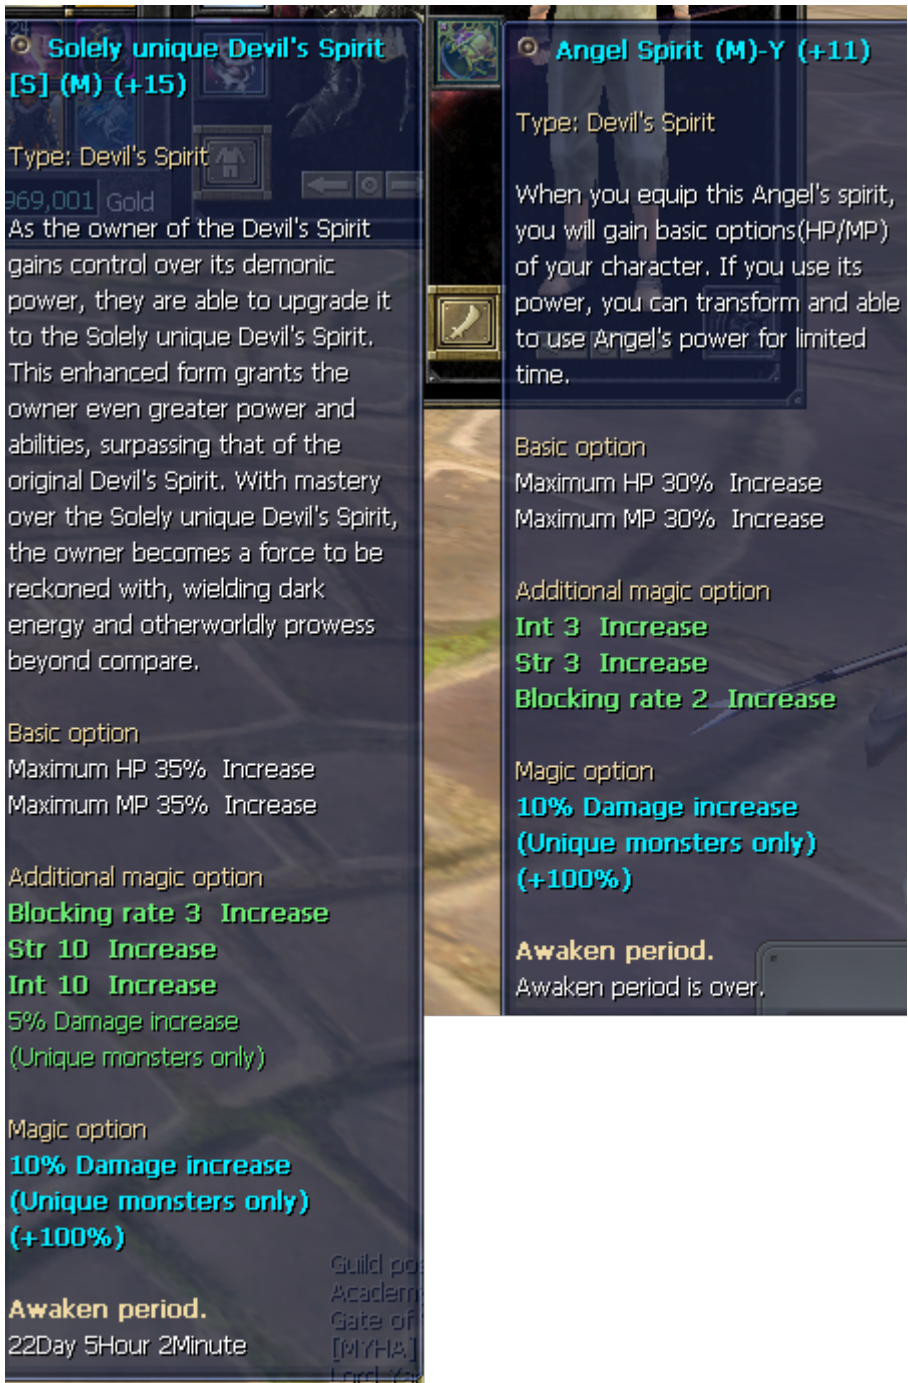 Solely unique Devil's Spirit
[S] (M) (+15)
Type: Devil's Spirit
969,001 Gold
As the owner of the Devil's Spirit
gains control over its demonic
power, they are able to upgrade it
to the Solely unique Devil's Spirit.
This enhanced form grants the
owner even greater power and
abilities, surpassing that of the
original Devil's Spirit. With mastery
over the Solely unique Devil's Spirit,
the owner becomes a force to be
reckoned with, wielding dark
energy and otherworldly prowess
beyond compare.
Basic option
Maximum HP 35% Increase
Maximum MP 35% Increase
Additional magic option
Blocking rate 3 Increase
Str 10 Increase
Int 10 Increase
5% Damage increase
(Unique monsters only)
Magic option
10% Damage increase
(Unique monsters only)
(+100%)
Awaken period.
22Day 5Hour 2Minute
Guild
Gate of
[MYHA]
Lord
Angel Spirit (M)-Y (+11)
Type: Devil's Spirit
When you equip this Angel's spirit,
you will gain basic options(HP/MP)
of your character. If you use its
power, you can transform and able
to use Angel's power for limited
time.
Basic option
Maximum HP 30% Increase
Maximum MP 30% Increase
Additional magic option
Int 3 Increase
Str 3 Increase
Blocking rate 2 Increase
Magic option
10% Damage increase
(Unique monsters only)
(+100%)
Awaken period.
Awaken period is over.